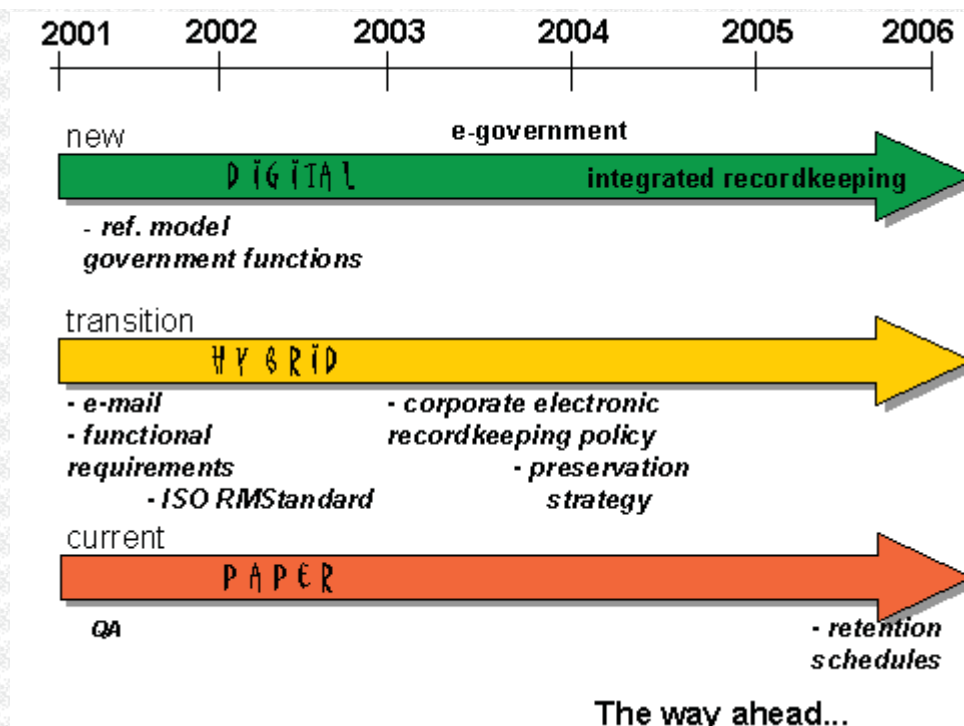 2001 2002 2003 2004 2005 2006
e-government
new
DIGITAL integrated recordkeeping
- ref. model
government functions
transition
HYBRID
- e-mail
- functional
requirements
- ISO RMStandard
- corporate electronic
recordkeeping policy
- preservation
strategy
current
PAPER
QA
- retention
schedules
The way ahead...